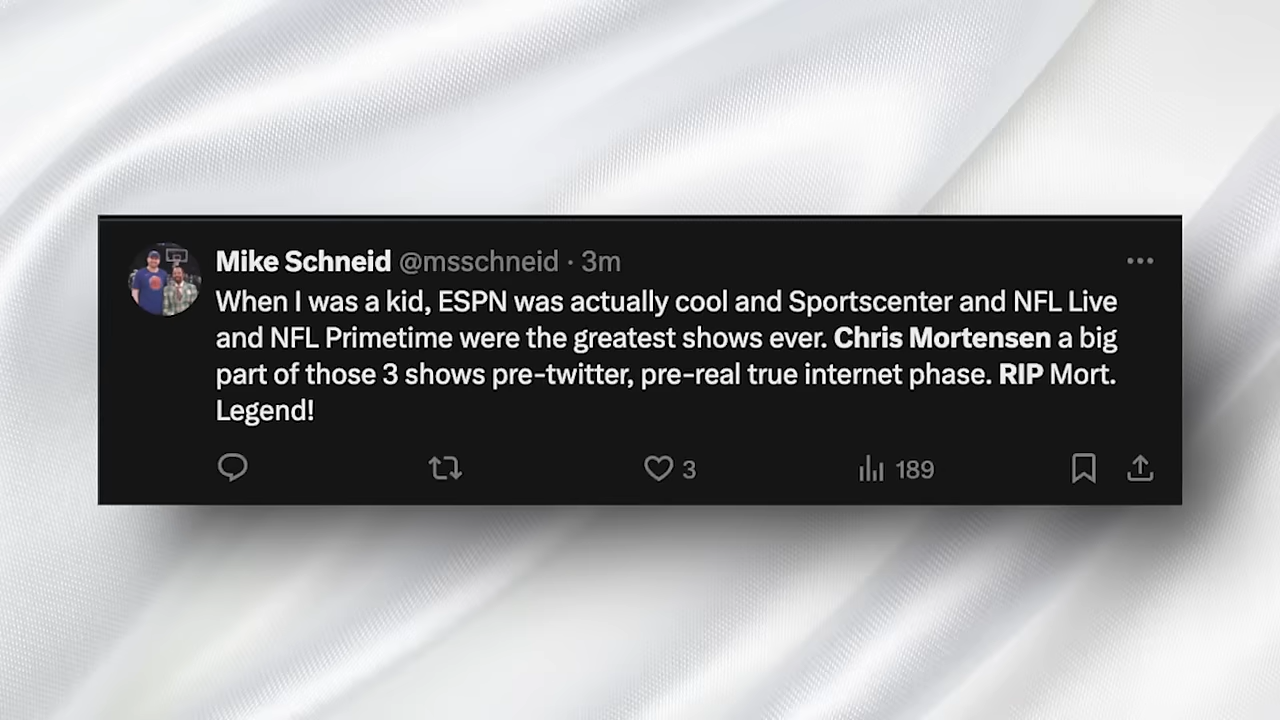 Mike Schneid @msschneid · 3m
When I was a kid, ESPN was actually cool and Sportscenter and NFL Live
and NFL Primetime were the greatest shows ever. Chris Mortensen a big
part of those 3 shows pre-twitter, pre-real true internet phase. RIP Mort.
Legend!
3 189